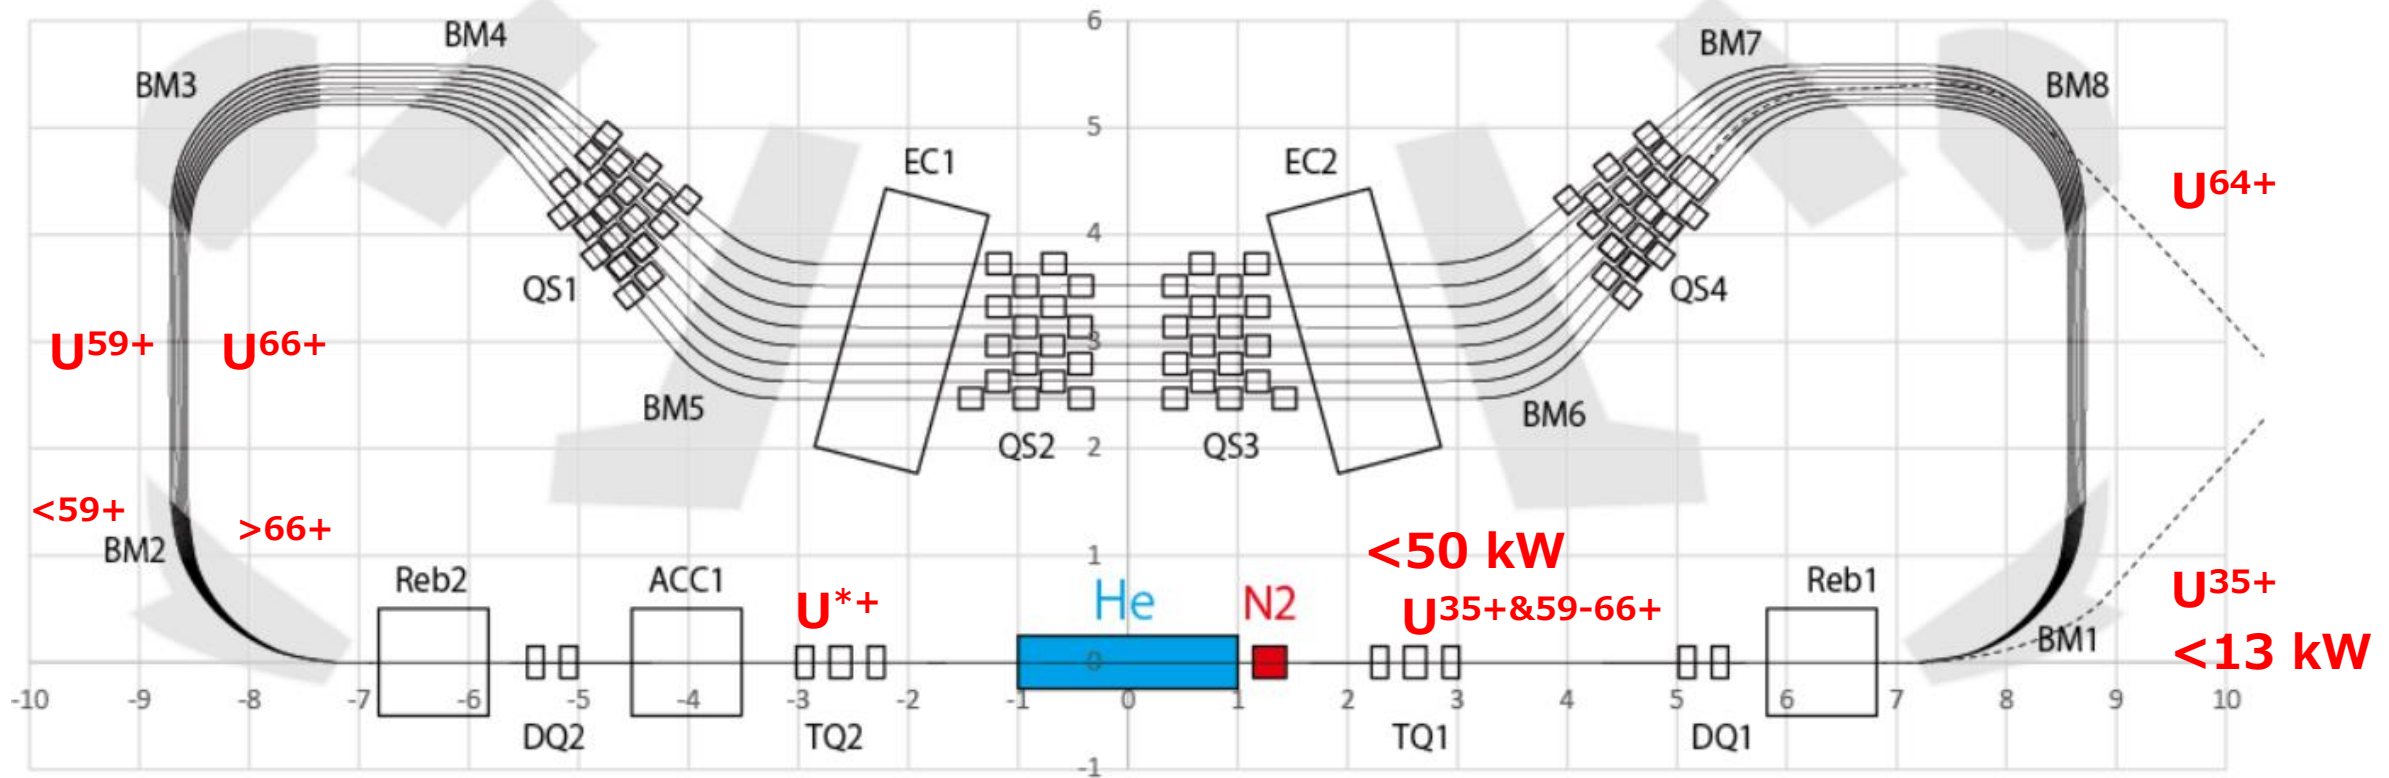 6
BM4
BM7
BM3
BM8
5
EC1
EC2
U64+
4
QS1
QS4
3
U59+
U66+
BM5
BM6
QS2
2
QS3
<59+
>66+
BM2
1
<50 kW
Reb2
ACC1
U*+
He
N2
U35+&59-66+
Reb1
U35+
BM1
<13 kW
0
-10
-9
-8
-7
-6
-5
-4
-3
-2
-1
0
1
2
3
4
5
6
7
8
9
10
DQ2
TQ2
TQ1
DQ1
-1